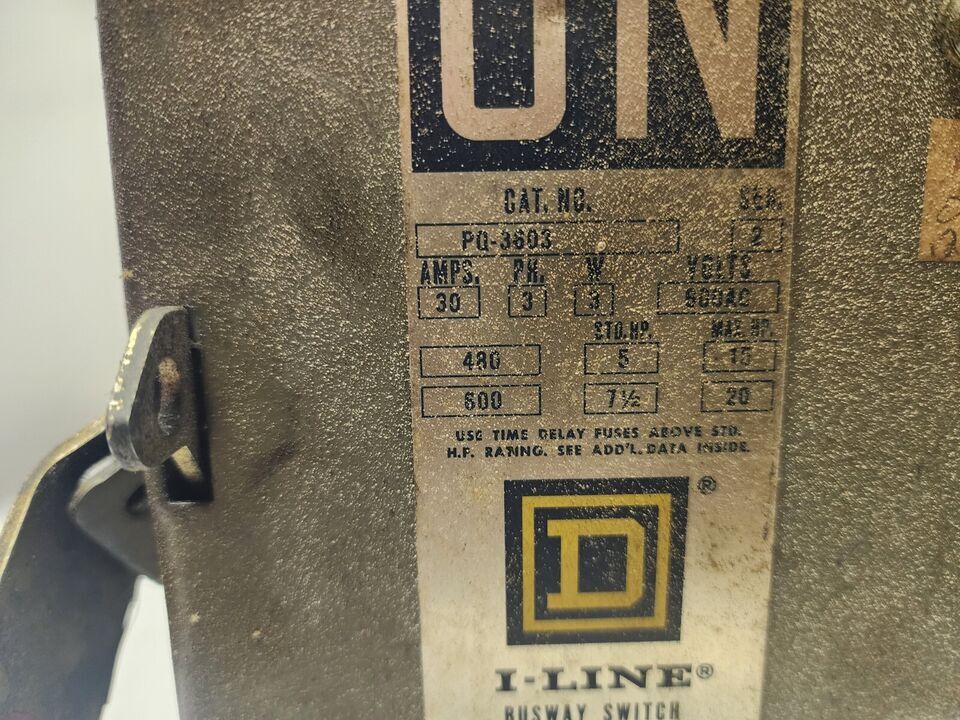 ON
CAT. NO. SER.
PQ-3603 2
AMPS. PH. W VOLTS
30 3 3 600AC
STD.HP. MAX. HP.
480 5 15
600 7½ 20
USE TIME DELAY FUSES ABOVE STD.
H.P. RATING. SEE ADD'L. DATA INSIDE.
D ®
I-LINE®
BUSWAY SWITCH